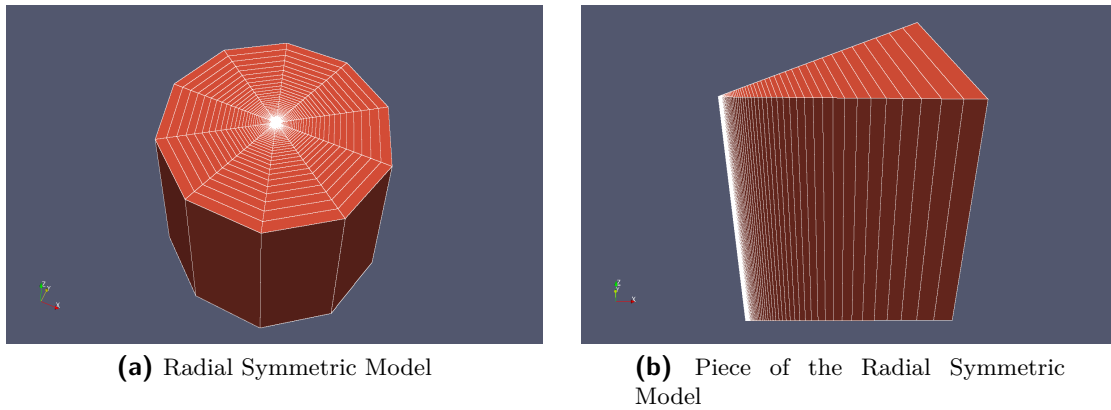 Z
Y
X
Z
Y
X
(a) Radial Symmetric Model
(b) Piece of the Radial Symmetric
Model